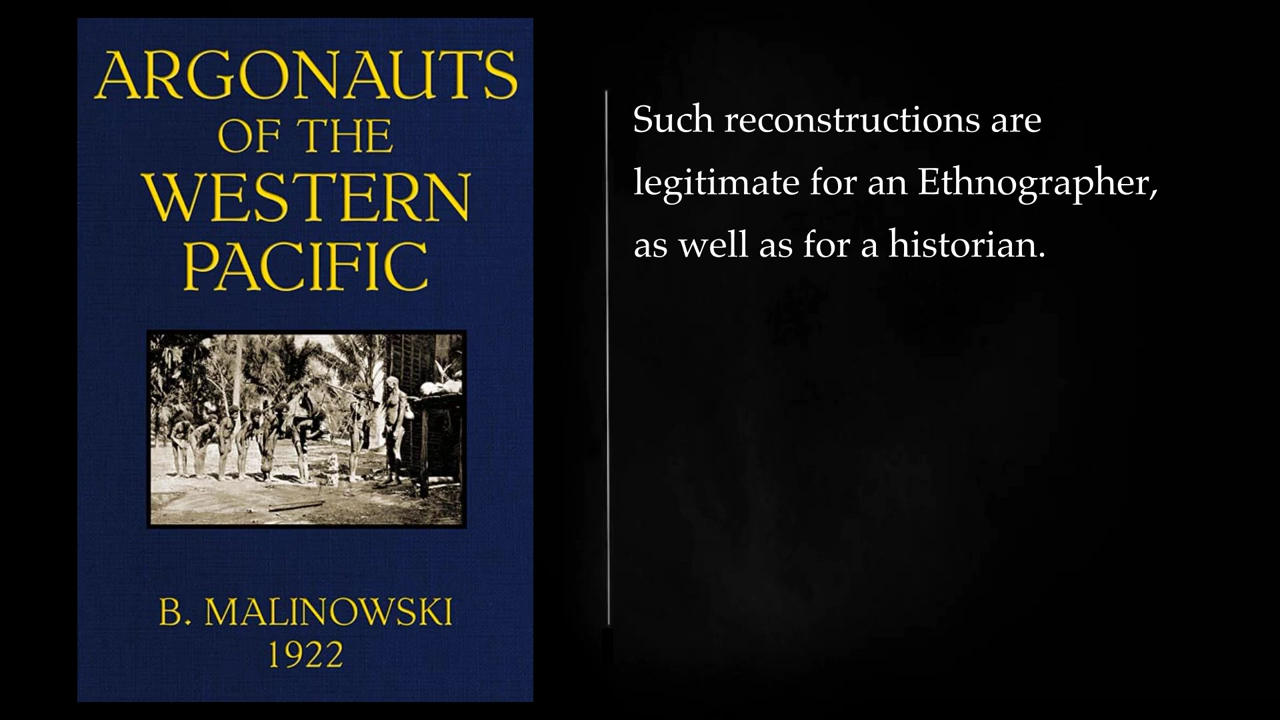 ARGONAUTS
OF THE
WESTERN
PACIFIC
B. MALINOWSKI
1922
Such reconstructions are
legitimate for an Ethnographer,
as well as for a historian.